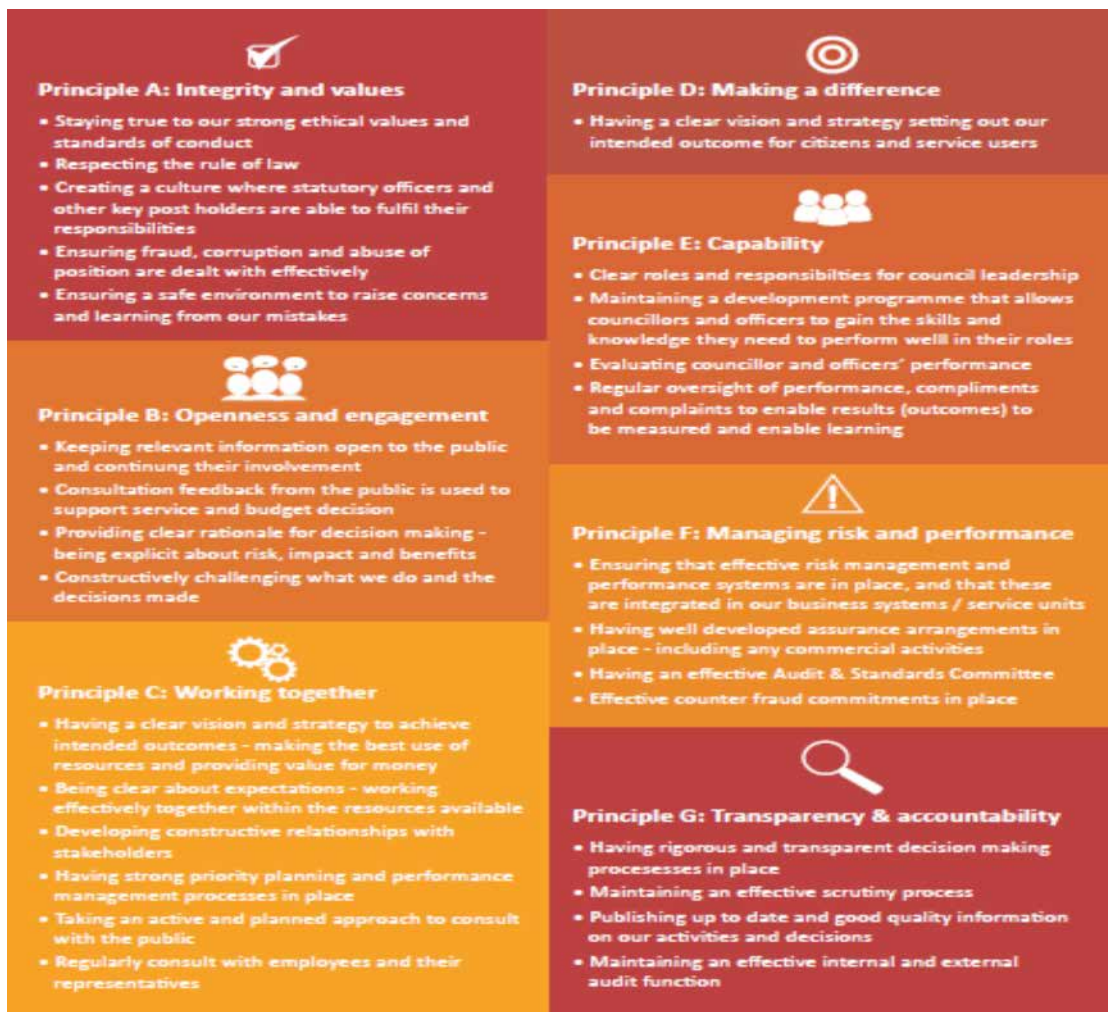 Principle A: Integrity and values
• Staying true to our strong ethical values and
standards of conduct
• Respecting the rule of law
• Creating a culture where statutory officers and
other key post holders are able to fulfil their
responsibilities
• Ensuring fraud, corruption and abuse of
position are dealt with effectively
• Ensuring a safe environment to raise concerns
and learning from our mistakes
Principle B: Openness and engagement
• Keeping relevant information open to the public
and continung their involvement
• Consultation feedback from the public is used to
support service and budget decision
• Providing clear rationale for decision making -
being explicit about risk, impact and benefits
• Constructively challenging what we do and the
decisions made
Principle C: Working together
• Having a clear vision and strategy to achieve
intended outcomes - making the best use of
resources and providing value for money
• Being clear about expectations - working
effectively together within the resources available
• Developing constructive relationships with
stakeholders
• Having strong priority planning and performance
management processes in place
• Taking an active and planned approach to consult
with the public
• Regularly consult with employees and their
representatives
Principle D: Making a difference
• Having a clear vision and strategy setting out our
intended outcome for citizens and service users
Principle E: Capability
• Clear roles and responsibilties for council leadership
• Maintaining a development programme that allows
councillors and officers to gain the skills and
knowledge they need to perform welll in their roles
• Evaluating councillor and officers' performance
• Regular oversight of performance, compliments
and complaints to enable results (outcomes) to
be measured and enable learning
Principle F: Managing risk and performance
• Ensuring that effective risk management and
performance systems are in place, and that these
are integrated in our business systems / service units
• Having well developed assurance arrangements in
place - including any commercial activities
• Having an effective Audit & Standards Committee
• Effective counter fraud commitments in place
Principle G: Transparency & accountability
• Having rigorous and transparent decision making
procesesses in place
• Maintaining an effective scrutiny process
• Publishing up to date and good quality information
on our activities and decisions
• Maintaining an effective internal and external
audit function